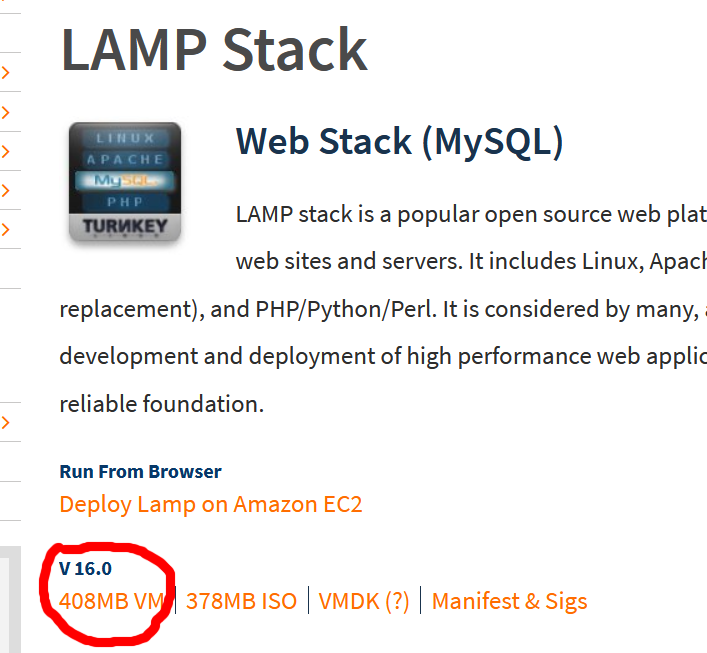 LAMP Stack
LINUX
APACHE
MySQL
PHP
TURNKEY
LINUX
Web Stack (MySQL)
LAMP stack is a popular open source web plat
web sites and servers. It includes Linux, Apach
replacement), and PHP/Python/Perl. It is considered by many, a
development and deployment of high performance web applic
reliable foundation.
Run From Browser
Deploy Lamp on Amazon EC2
V 16.0
408MB VM | 378MB ISO | VMDK (?) | Manifest & Sigs